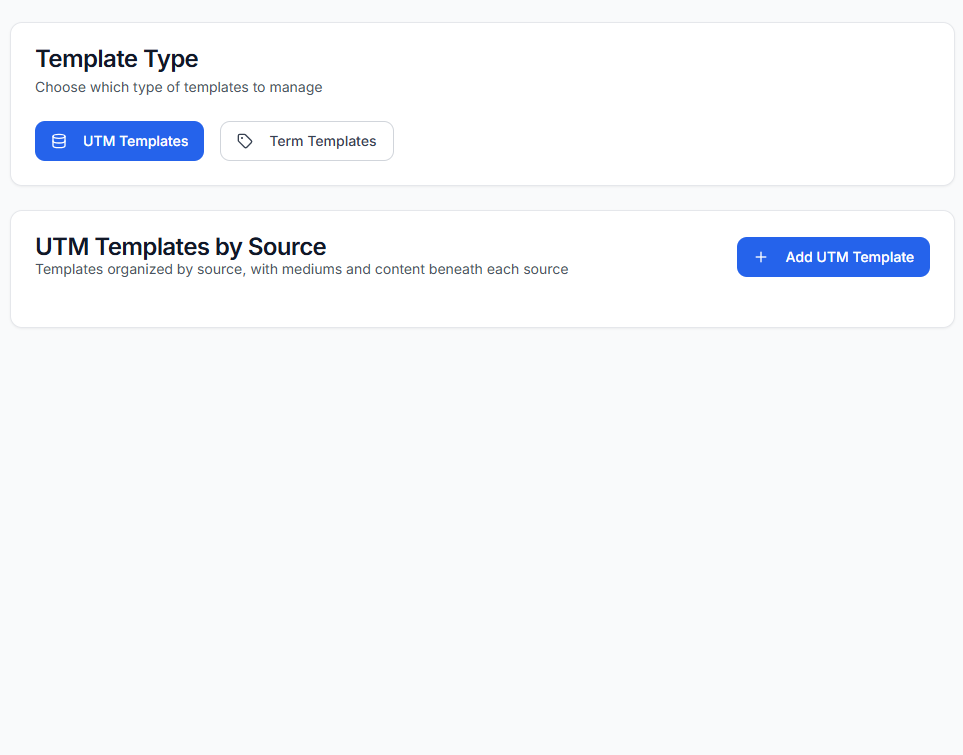 Template Type
Choose which type of templates to manage
UTM Templates
Term Templates
UTM Templates by Source
Templates organized by source, with mediums and content beneath each source
Add UTM Template